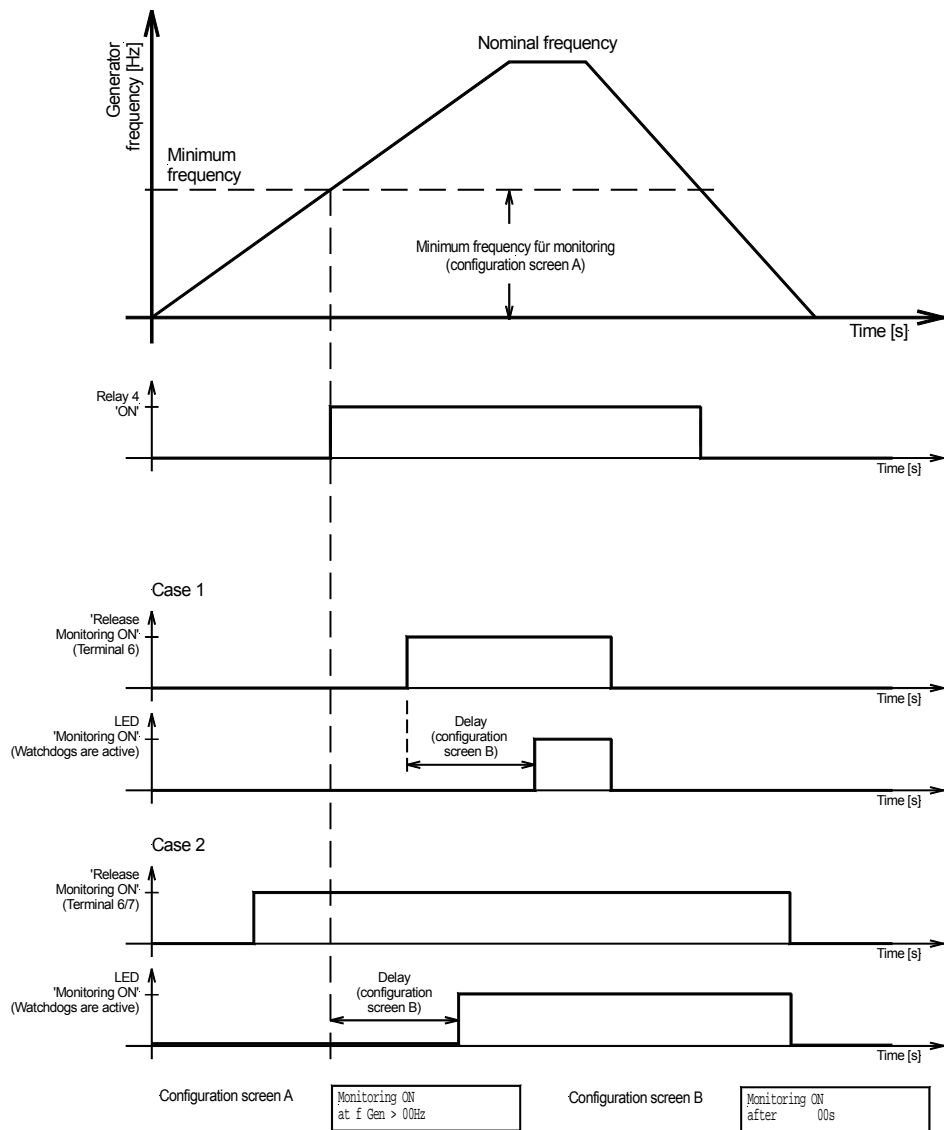 Generator
frequency [Hz]
Nominal frequency
Minimum
frequency
Minimum frequency für monitoring
(configuration screen A)
Time [s]
Relay 4
'ON'
Time [s]
Case 1
'Release
Monitoring ON'
(Terminal 6)
Time [s]
LED
'Monitoring ON'
(Watchdogs are active)
Delay
(configuration
screen B)
Time [s]
Case 2
'Release
Monitoring ON'
(Terminal 6/7)
Time [s]
LED
'Monitoring ON'
(Watchdogs are active)
Delay
(configuration
screen B)
Time [s]
Configuration screen A
Monitoring ON
at f Gen > 00Hz
Configuration screen B
Monitoring ON
after 00s